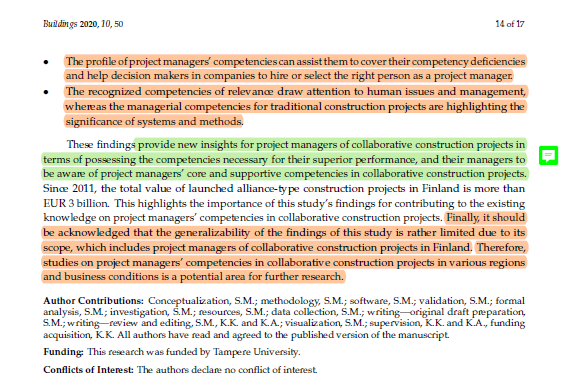 Buildings 2020, 10, 50
14 of 17
• The profile of project managers' competencies can assist them to cover their competency deficiencies
and help decision makers in companies to hire or select the right person as a project manager.
• The recognized competencies of relevance draw attention to human issues and management,
whereas the managerial competencies for traditional construction projects are highlighting the
significance of systems and methods.
These findings provide new insights for project managers of collaborative construction projects in
terms of possessing the competencies necessary for their superior performance, and their managers to
be aware of project managers' core and supportive competencies in collaborative construction projects.
Since 2011, the total value of launched alliance-type construction projects in Finland is more than
EUR 3 billion. This highlights the importance of this study's findings for contributing to the existing
knowledge on project managers' competencies in collaborative construction projects. Finally, it should
be acknowledged that the generalizability of the findings of this study is rather limited due to its
scope, which includes project managers of collaborative construction projects in Finland. Therefore,
studies on project managers' competencies in collaborative construction projects in various regions
and business conditions is a potential area for further research.
Author Contributions: Conceptualization, S.M.; methodology, S.M.; software, S.M.; validation, S.M.; formal
analysis, S.M.; investigation, S.M.; resources, S.M.; data collection, S.M.; writing—original draft preparation,
S.M.; writing—review and editing, S.M., K.K. and K.A.; visualization, S.M.; supervision, K.K. and K.A., funding
acquisition, K.K. All authors have read and agreed to the published version of the manuscript.
Funding: This research was funded by Tampere University.
Conflicts of Interest: The authors declare no conflict of interest.